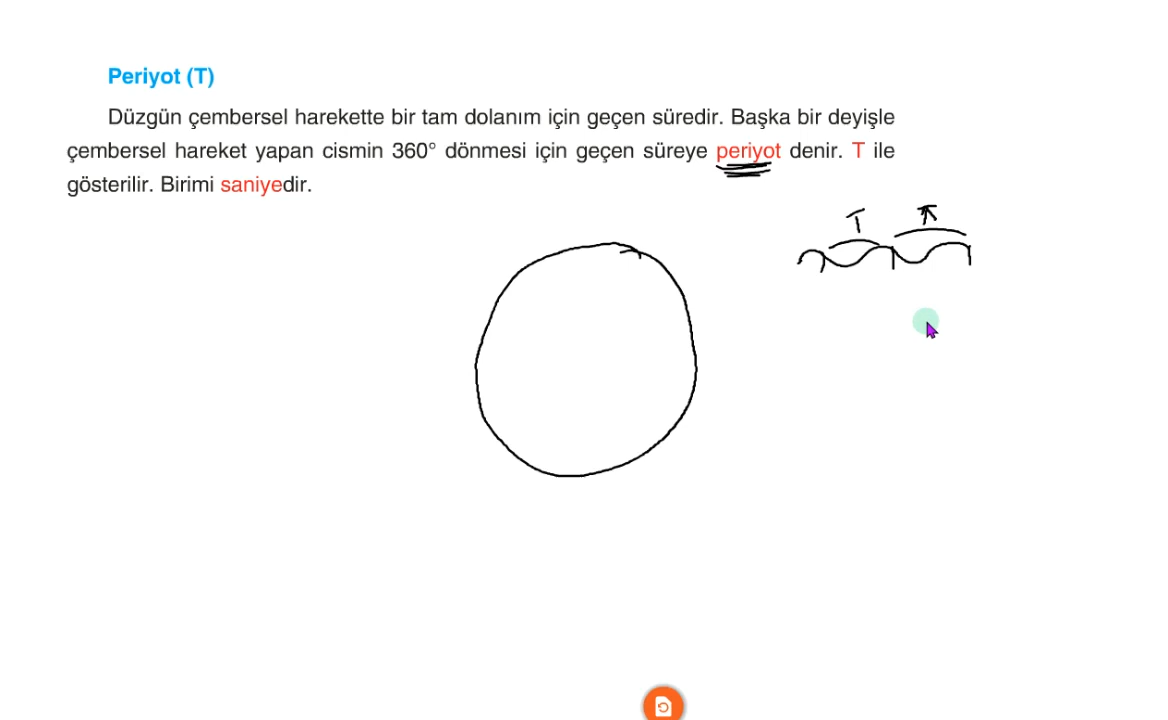 Periyot (T)
Düzgün çembersel harekette bir tam dolanım için geçen süredir. Başka bir deyişle
çembersel hareket yapan cismin 360° dönmesi için geçen süreye periyot denir. T ile
gösterilir. Birimi saniyedir.
T